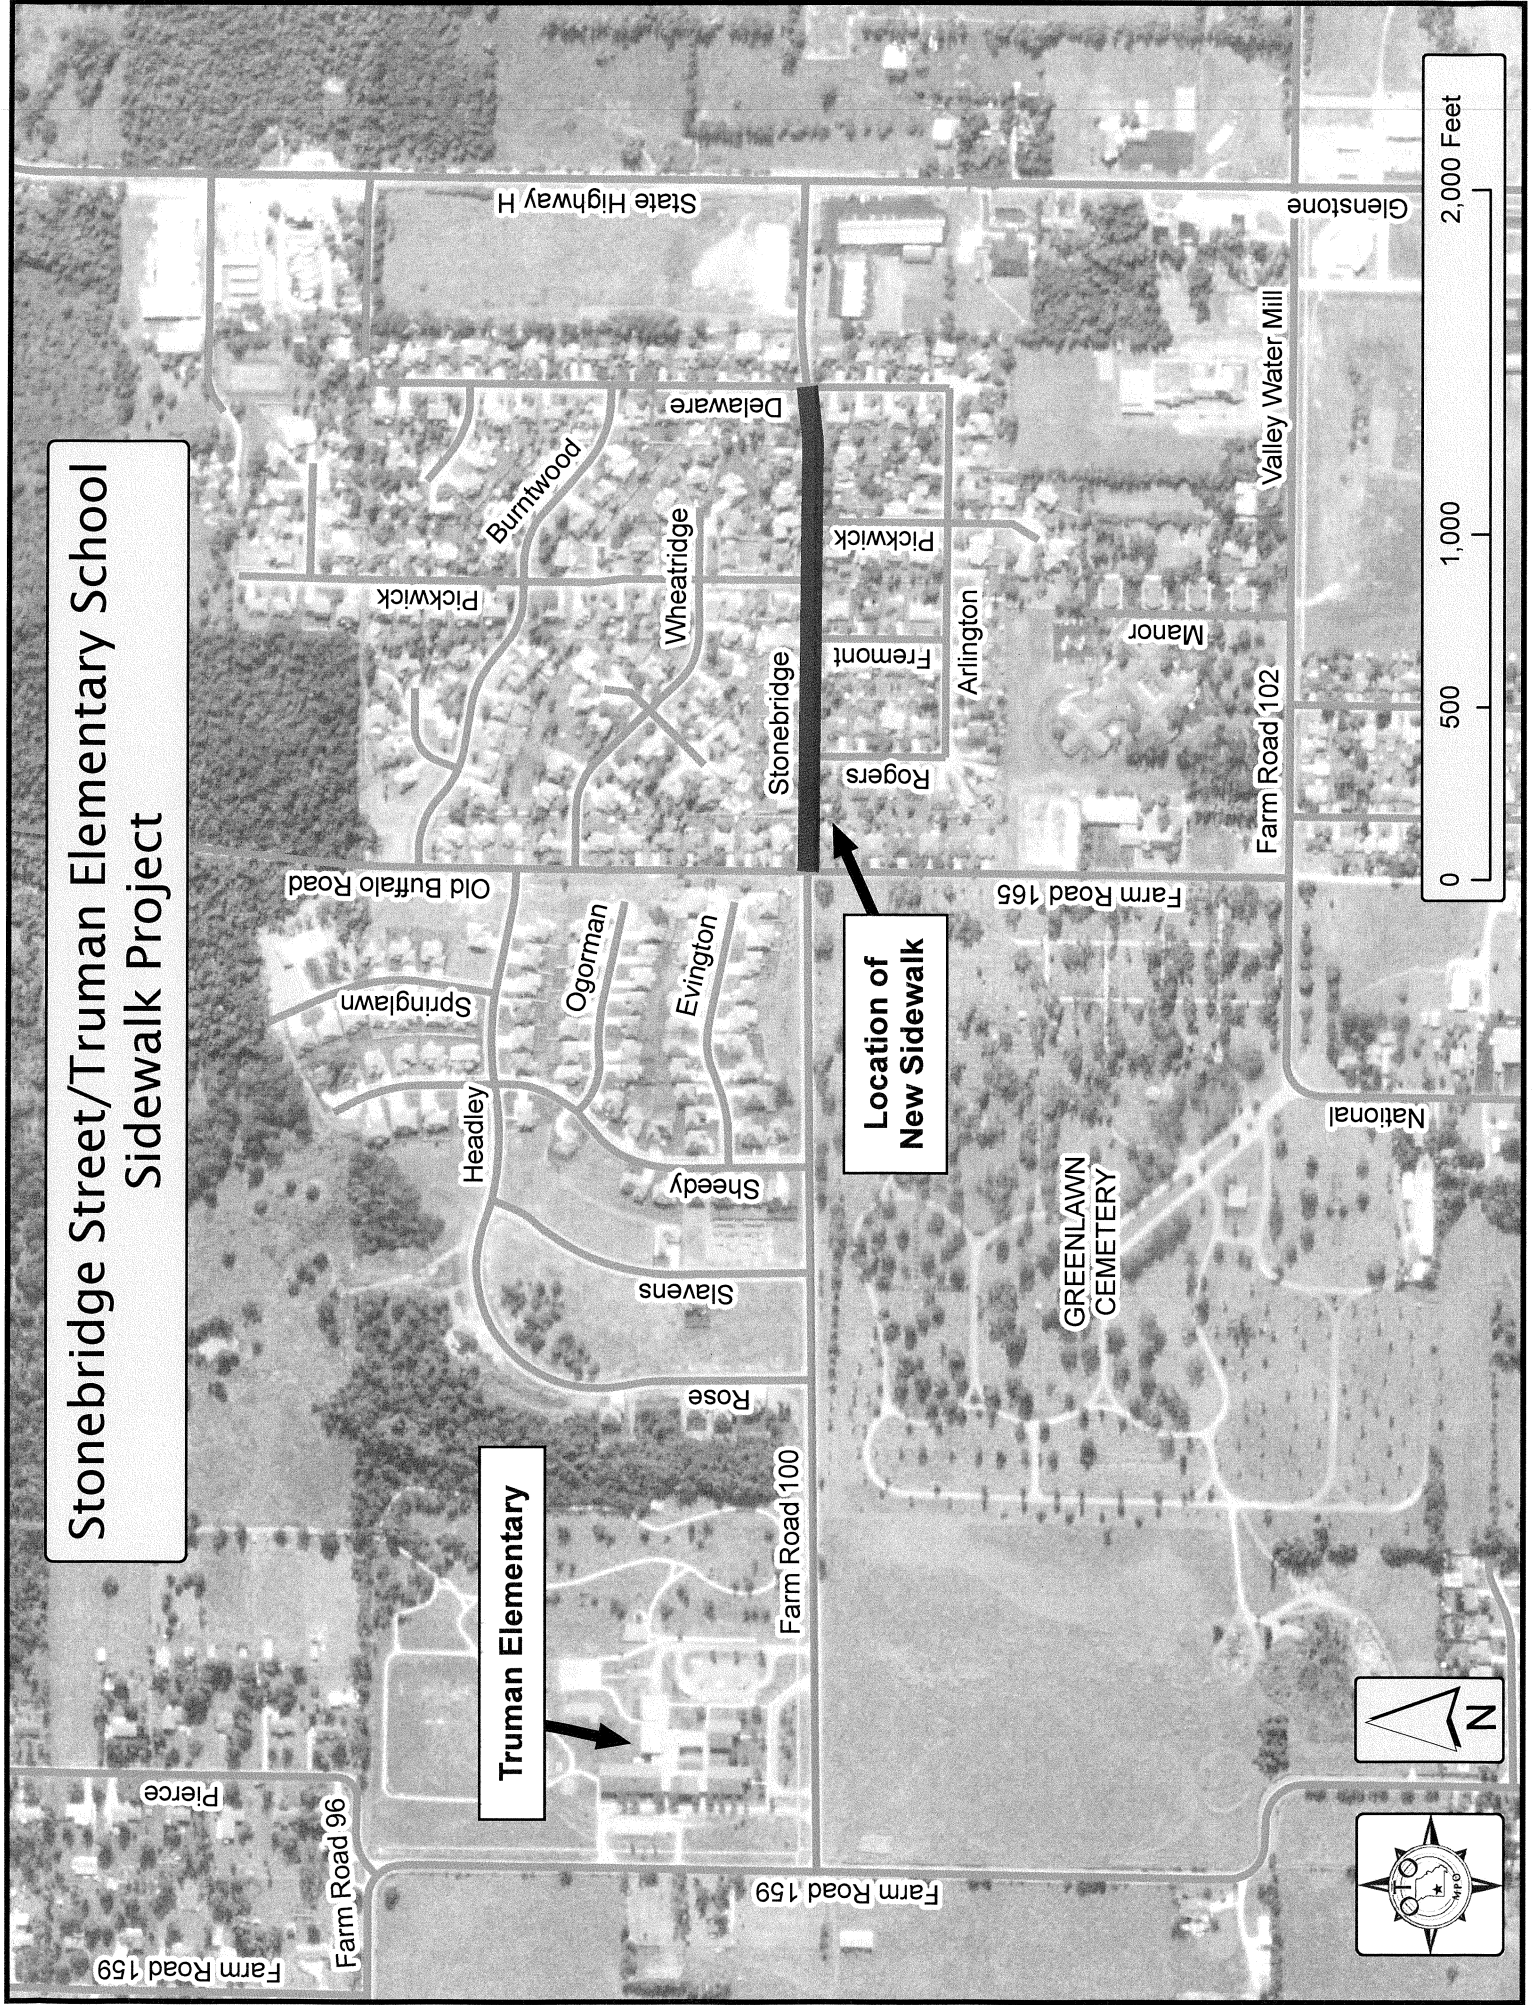 Stonebridge Street/Truman Elementary School
Sidewalk Project
Farm Road 159
Pierce
Farm Road 96
Truman Elementary
Farm Road 159
Farm Road 100
Rose
Slavens
Headley
Sheedy
Springlawn
Ogorman
Evington
Old Buffalo Road
Location of
New Sidewalk
Stonebridge
Pickwick
Burntwood
Wheatridge
Delaware
State Highway H
Rogers
Fremont
Pickwick
Arlington
Farm Road 165
Manor
Farm Road 102
Valley Water Mill
Glenstone
GREENLAWN
CEMETERY
National
N
OTO
MPO
0
500
1,000
2,000 Feet